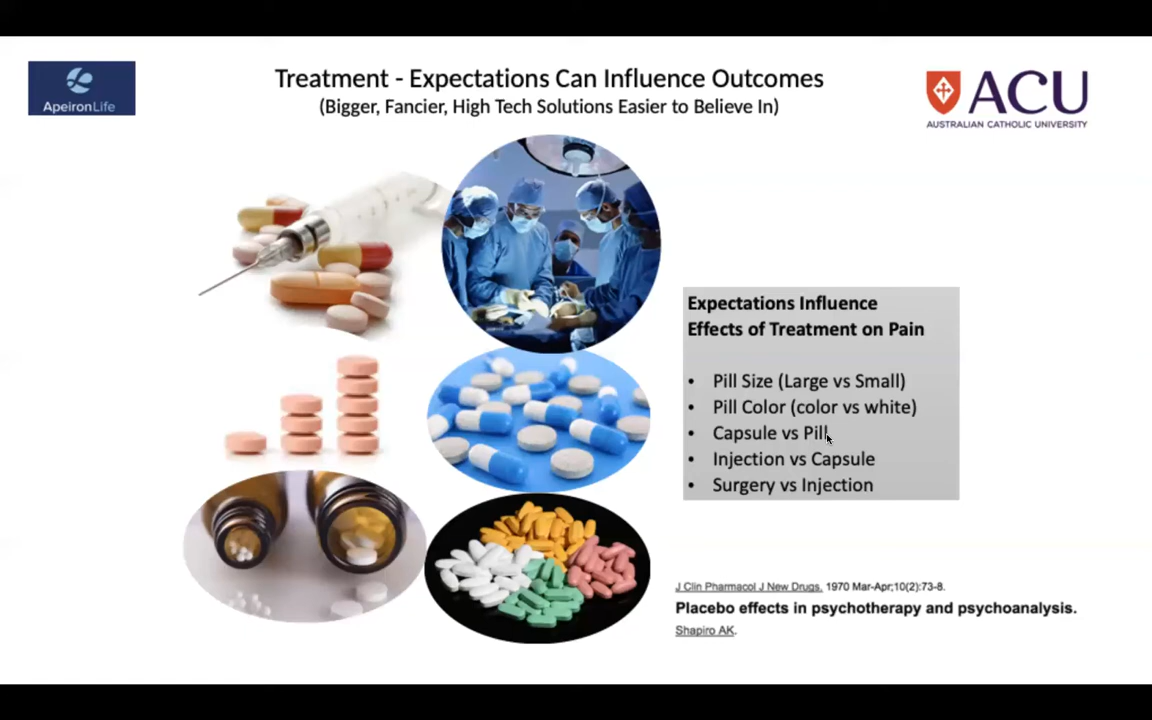 ApeironLife
Treatment - Expectations Can Influence Outcomes
(Bigger, Fancier, High Tech Solutions Easier to Believe In)
ACU
AUSTRALIAN CATHOLIC UNIVERSITY
Expectations Influence
Effects of Treatment on Pain
• Pill Size (Large vs Small)
• Pill Color (color vs white)
• Capsule vs Pill
• Injection vs Capsule
• Surgery vs Injection
J Clin Pharmacol J New Drugs. 1970 Mar-Apr;10(2):73-8.
Placebo effects in psychotherapy and psychoanalysis.
Shapiro AK.